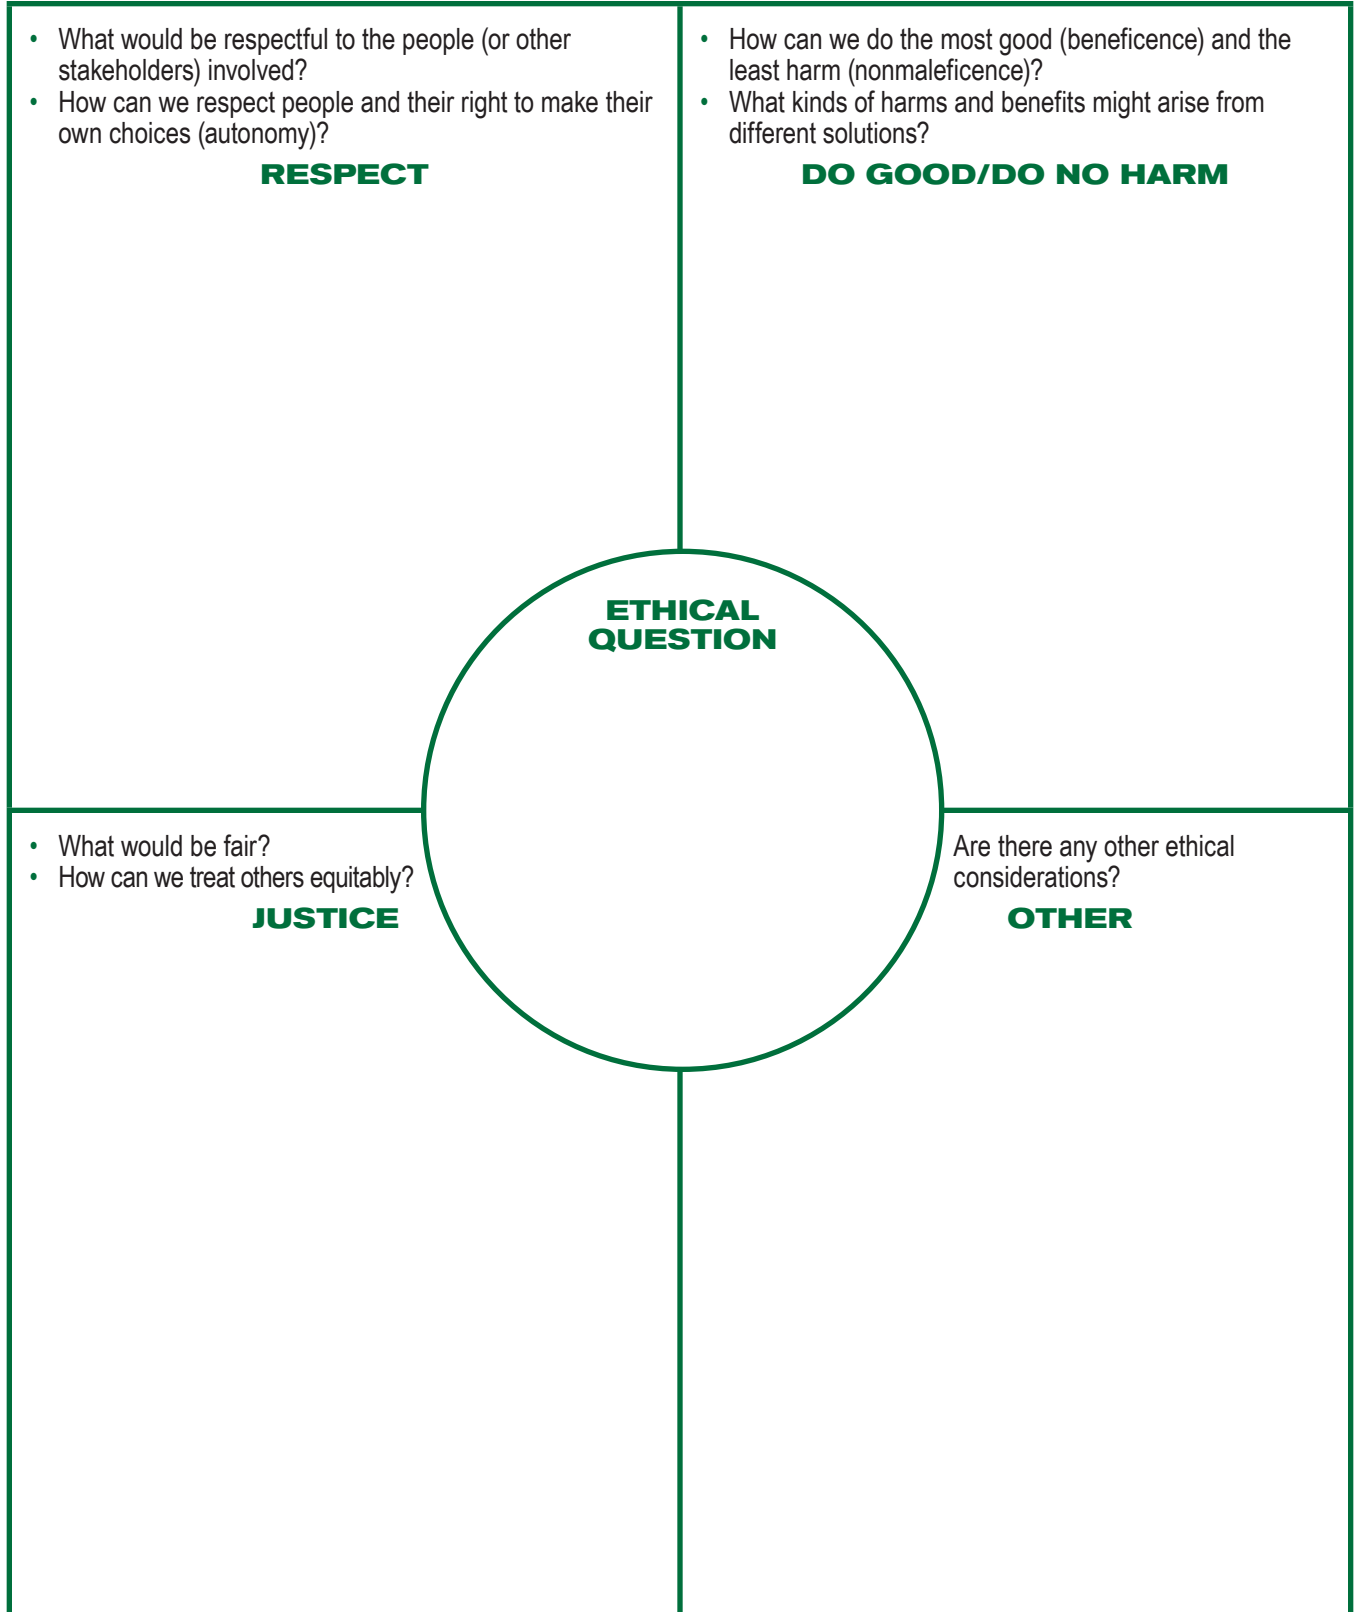 • What would be respectful to the people (or other
stakeholders) involved?
• How can we respect people and their right to make their
own choices (autonomy)?
RESPECT
• How can we do the most good (beneficence) and the
least harm (nonmaleficence)?
• What kinds of harms and benefits might arise from
different solutions?
DO GOOD/DO NO HARM
ETHICAL
QUESTION
• What would be fair?
• How can we treat others equitably?
JUSTICE
Are there any other ethical
considerations?
OTHER